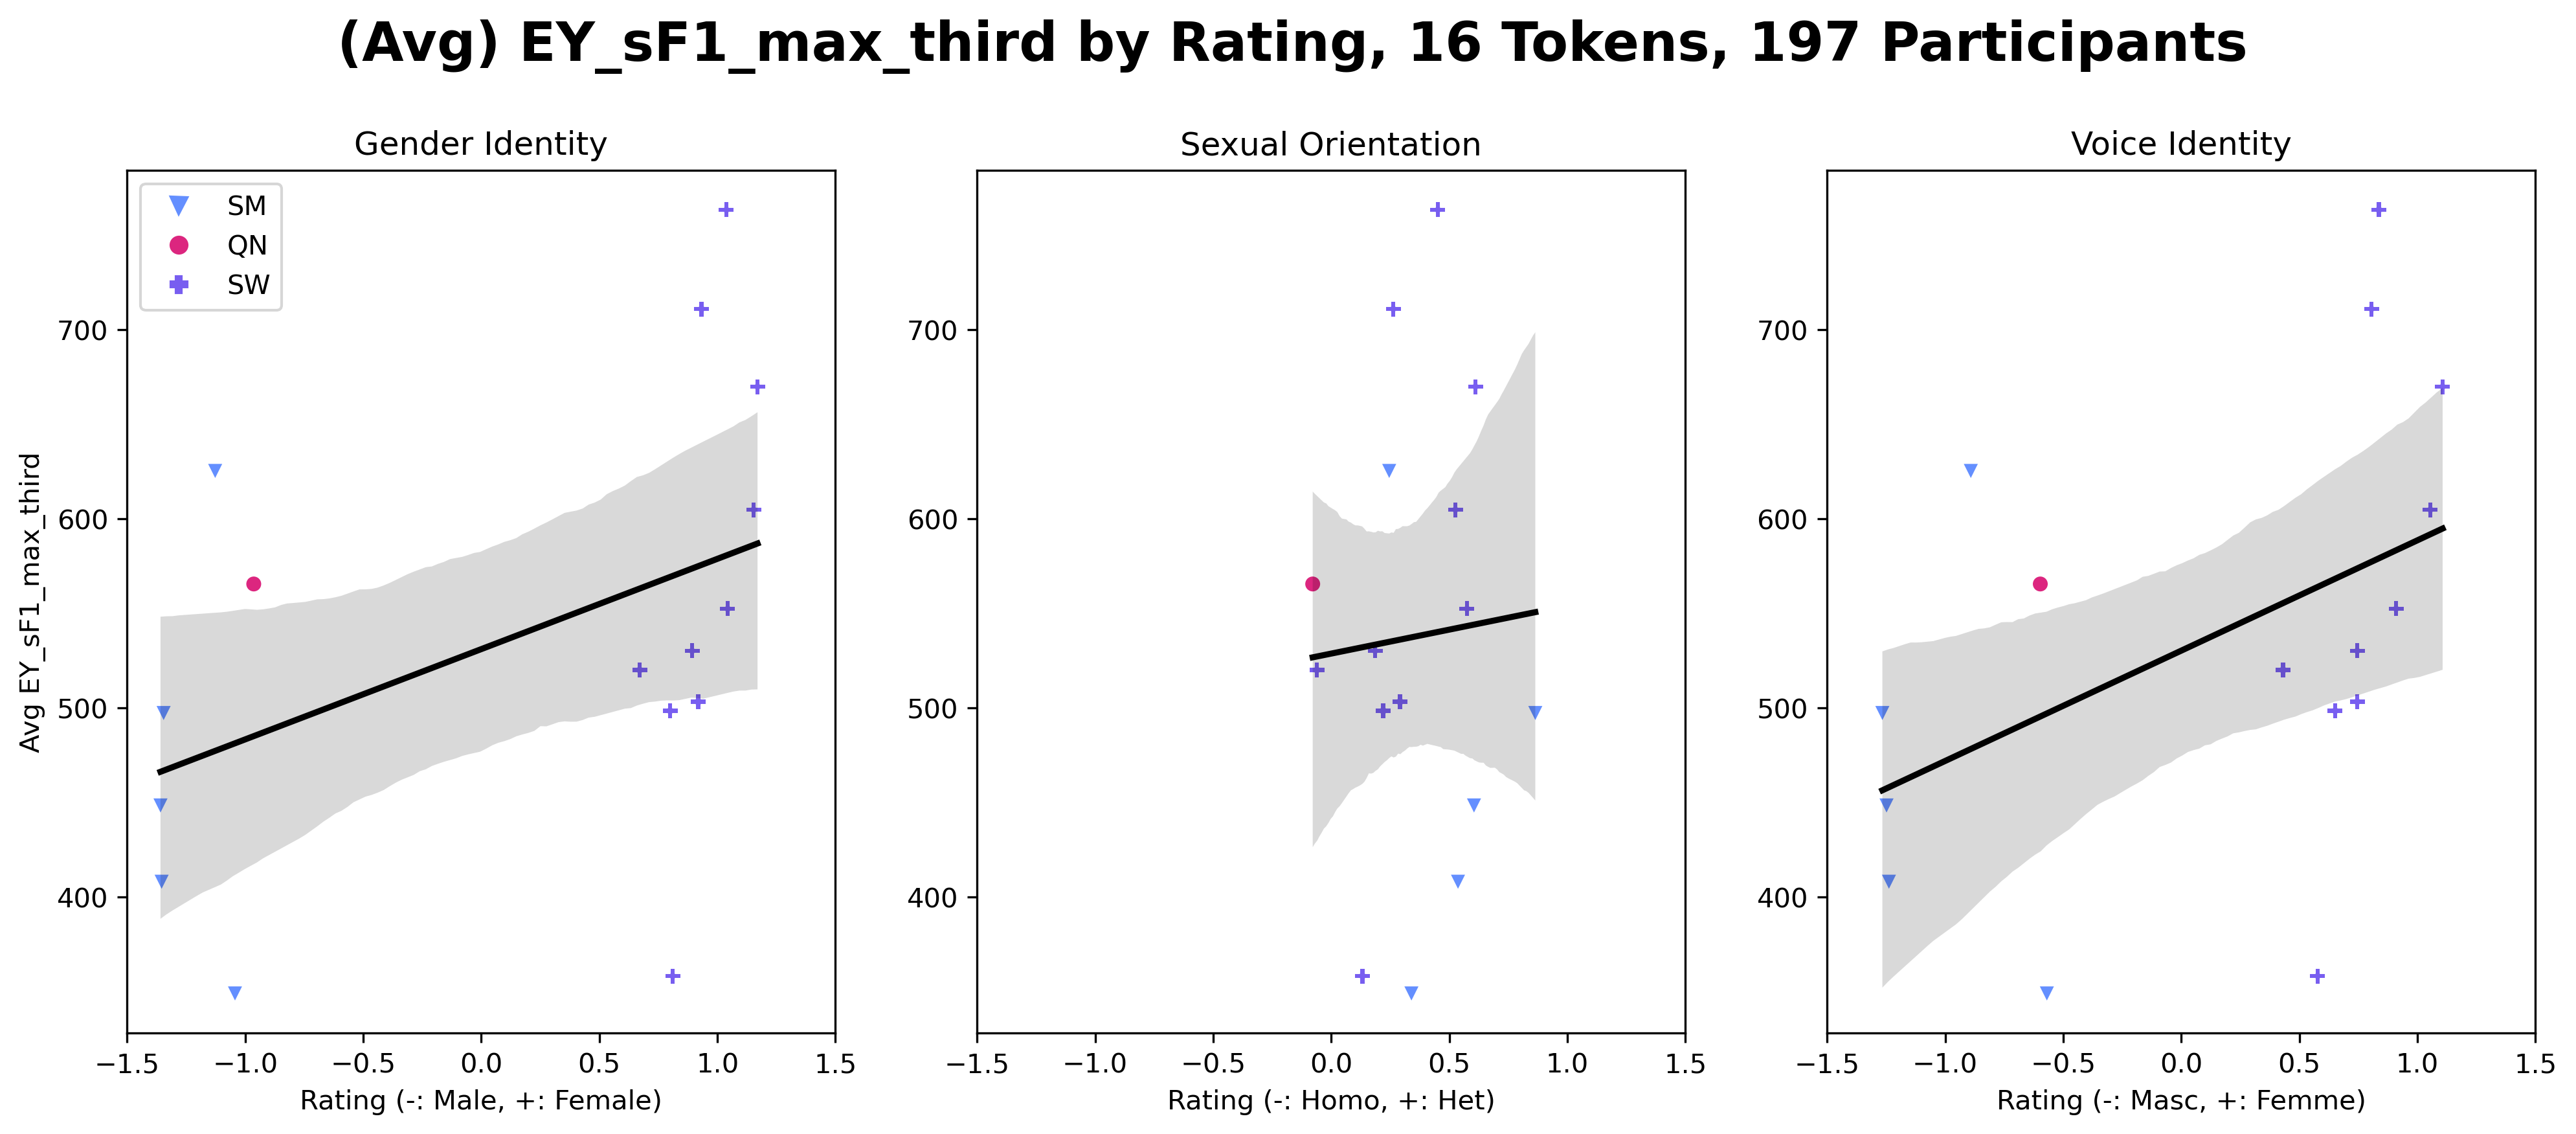 (Avg) EY_sF1_max_third by Rating, 16 Tokens, 197 Participants
Gender Identity
SM
QN
SW
Avg EY_sF1_max_third
700
600
500
400
−1.5 −1.0 −0.5 0.0 0.5 1.0 1.5
Rating (-: Male, +: Female)
Sexual Orientation
700
600
500
400
−1.5 −1.0 −0.5 0.0 0.5 1.0 1.5
Rating (-: Homo, +: Het)
Voice Identity
700
600
500
400
−1.5 −1.0 −0.5 0.0 0.5 1.0 1.5
Rating (-: Masc, +: Femme)